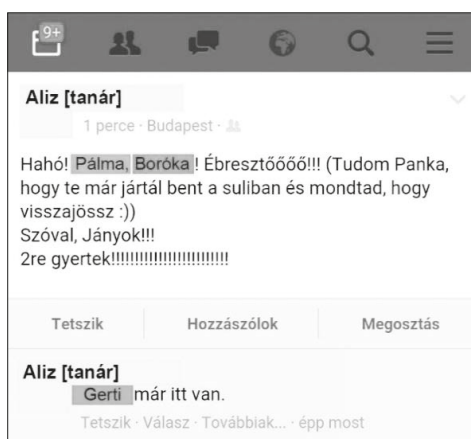 9+
Aliz [tanár]
1 perce · Budapest ·
Hahó! Pálma, Boróka ! Ébresztőőőő!!! (Tudom Panka,
hogy te már jártál bent a suliban és mondtad, hogy
visszajössz :))
Szóval, Jányok!!!
2re gyertek!!!!!!!!!!!!!!!!!!!!!!!!!
Tetszik Hozzászólok Megosztás
Aliz [tanár]
Gerti már itt van.
Tetszik · Válasz · Továbbiak... · épp most